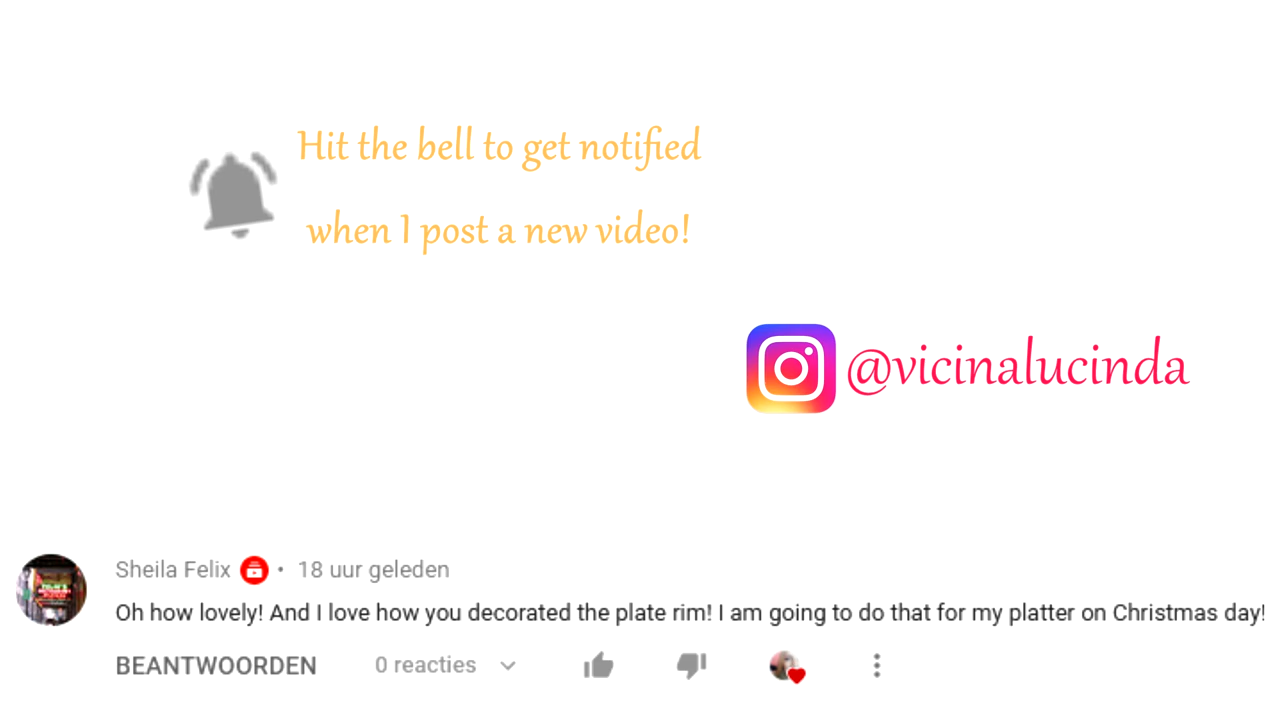 Hit the bell to get notified
when I post a new video!
@vicinalucinda
Sheila Felix • 18 uur geleden
Oh how lovely! And I love how you decorated the plate rim! I am going to do that for my platter on Christmas day!
BEANTWOORDEN 0 reacties